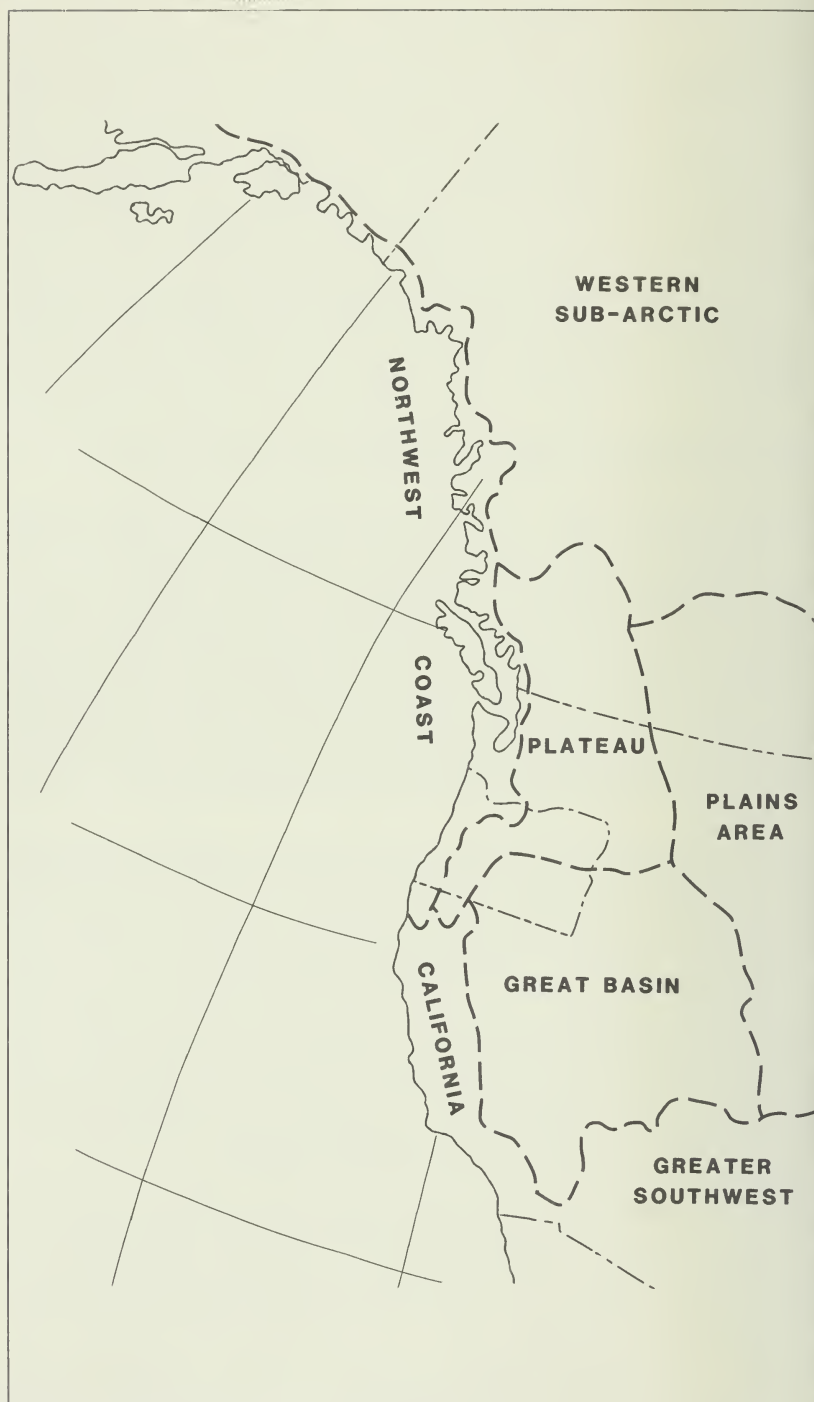 WESTERN
SUB-ARCTIC
NORTHWEST
COAST
PLATEAU
PLAINS
AREA
GREAT BASIN
CALIFORNIA
GREATER
SOUTHWEST